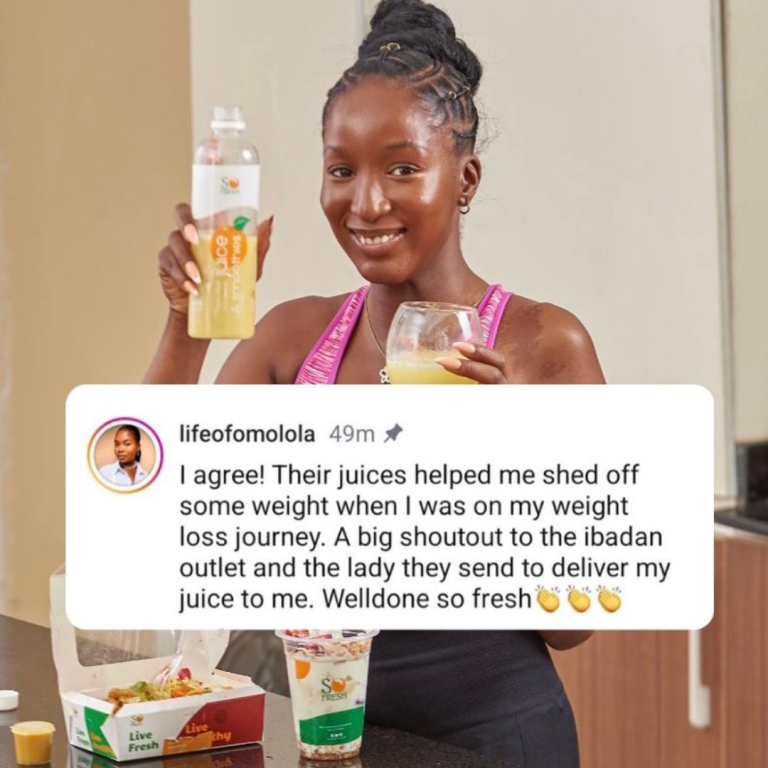 SO
FRESH
juice
& smoothies
lifeofomolola 49m
I agree! Their juices helped me shed off
some weight when I was on my weight
loss journey. A big shoutout to the ibadan
outlet and the lady they send to deliver my
juice to me. Welldone so fresh👏👏👏
SO
FRESH
Live
Fresh
Live